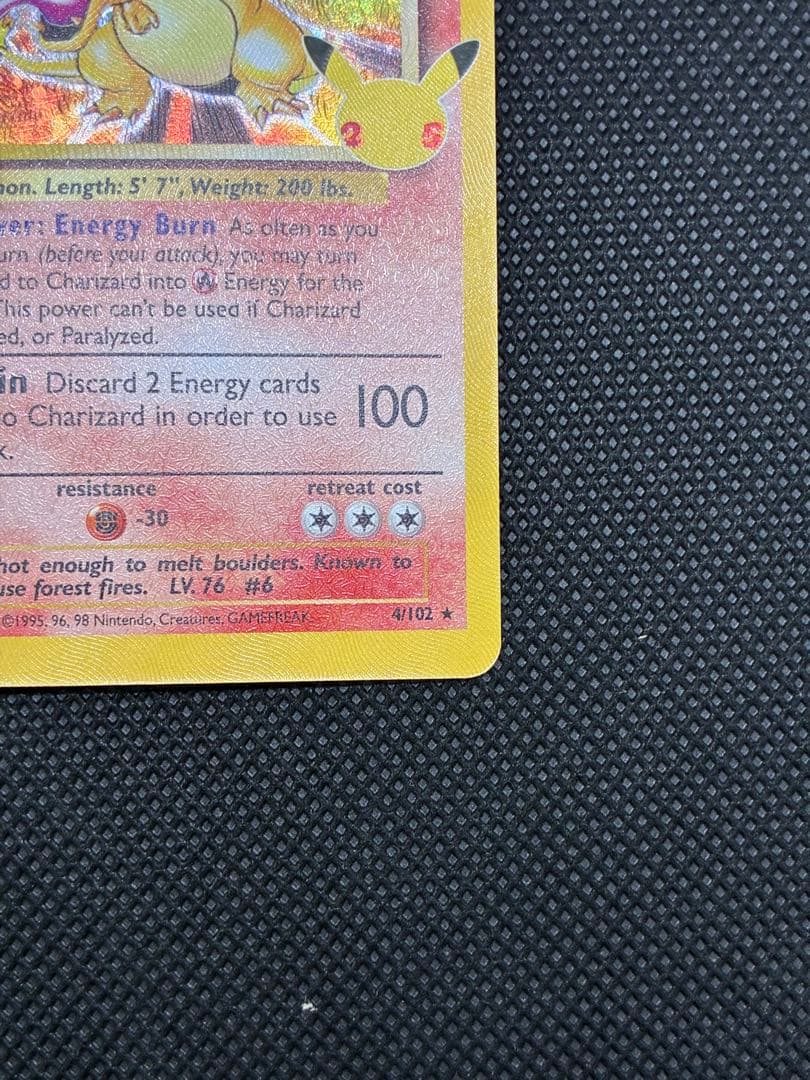 25
on. Length: 5' 7", Weight: 200 lbs.
er: Energy Burn As often as you
urn (before your attack), you may turn
d to Charizard into Energy for the
This power can't be used if Charizard
ed, or Paralyzed.
in Discard 2 Energy cards
o Charizard in order to use 100
k.
resistance retreat cost
-30
hot enough to melt boulders. Known to
use forest fires. LV. 76 #6
©1995, 96, 98 Nintendo, Creatures, GAMEFREAK. 4/102 ★